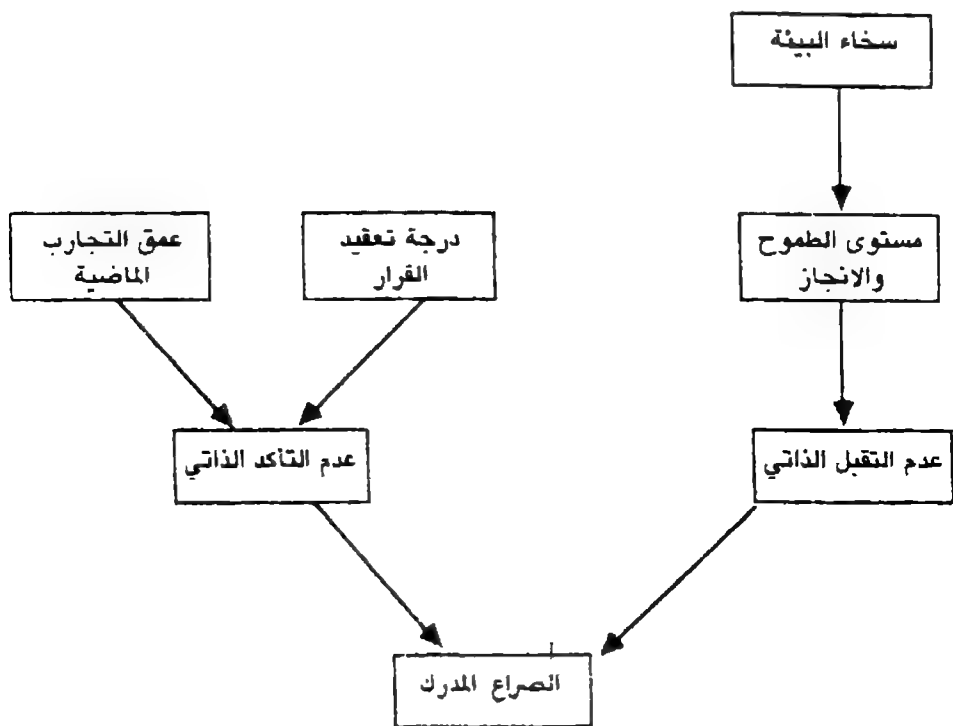 سخاء البيئة
مستوى الطموح
والانجاز
درجة تعقيد
القرار
عمق التجارب
الماضية
عدم التقبل الذاتي
عدم التأكد الذاتي
الصراع المدرك